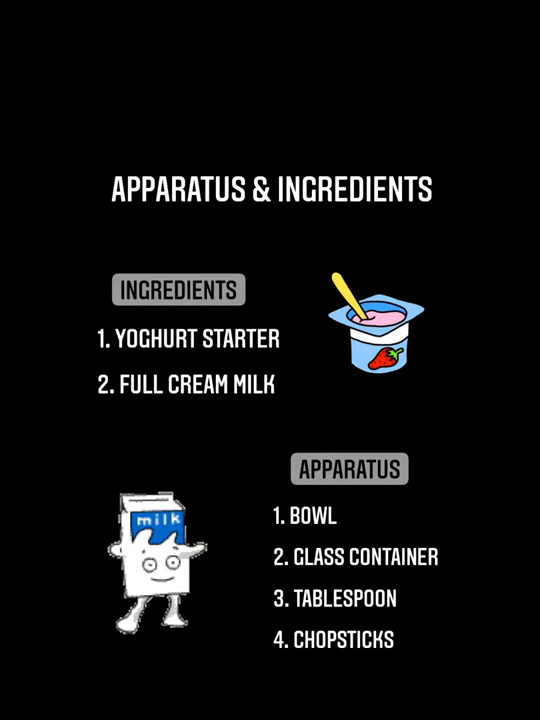 APPARATUS & INGREDIENTS
INGREDIENTS
1. YOGHURT STARTER
2. FULL CREAM MILK
milk
APPARATUS
1. BOWL
2. GLASS CONTAINER
3. TABLESPOON
4. CHOPSTICKS